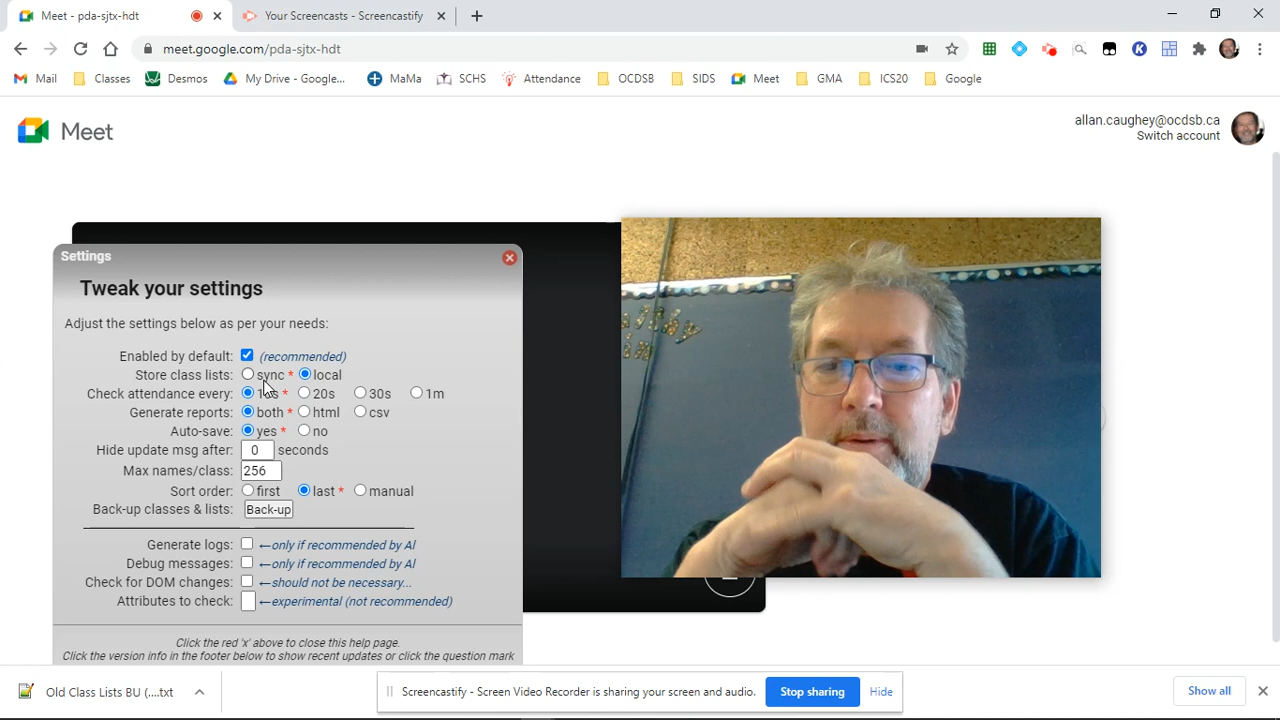 Meet - pda-sjtx-hdt
Your Screencasts - Screencastify
meet.google.com/pda-sjtx-hdt
Mail Classes Desmos My Drive - Google... MaMa SCHS Attendance OCDSB SIDS Meet GMA ICS20 Google
Meet
allan.caughey@ocdsb.ca
Switch account
Settings
Tweak your settings
Adjust the settings below as per your needs:
Enabled by default: (recommended)
Store class lists: sync * local
Check attendance every: * 20s 30s 1m
Generate reports: both * html csv
Auto-save: yes * no
Hide update msg after: 0 seconds
Max names/class: 256
Sort order: first last * manual
Back-up classes & lists: Back-up
Generate logs: ←only if recommended by Al
Debug messages: ←only if recommended by Al
Check for DOM changes: ←should not be necessary...
Attributes to check: ←experimental (not recommended)
Click the red 'x' above to close this help page.
Click the version info in the footer below to show recent updates or click the question mark
Old Class Lists BU (....txt
Screencastify - Screen Video Recorder is sharing your screen and audio.
Stop sharing
Hide
Show all